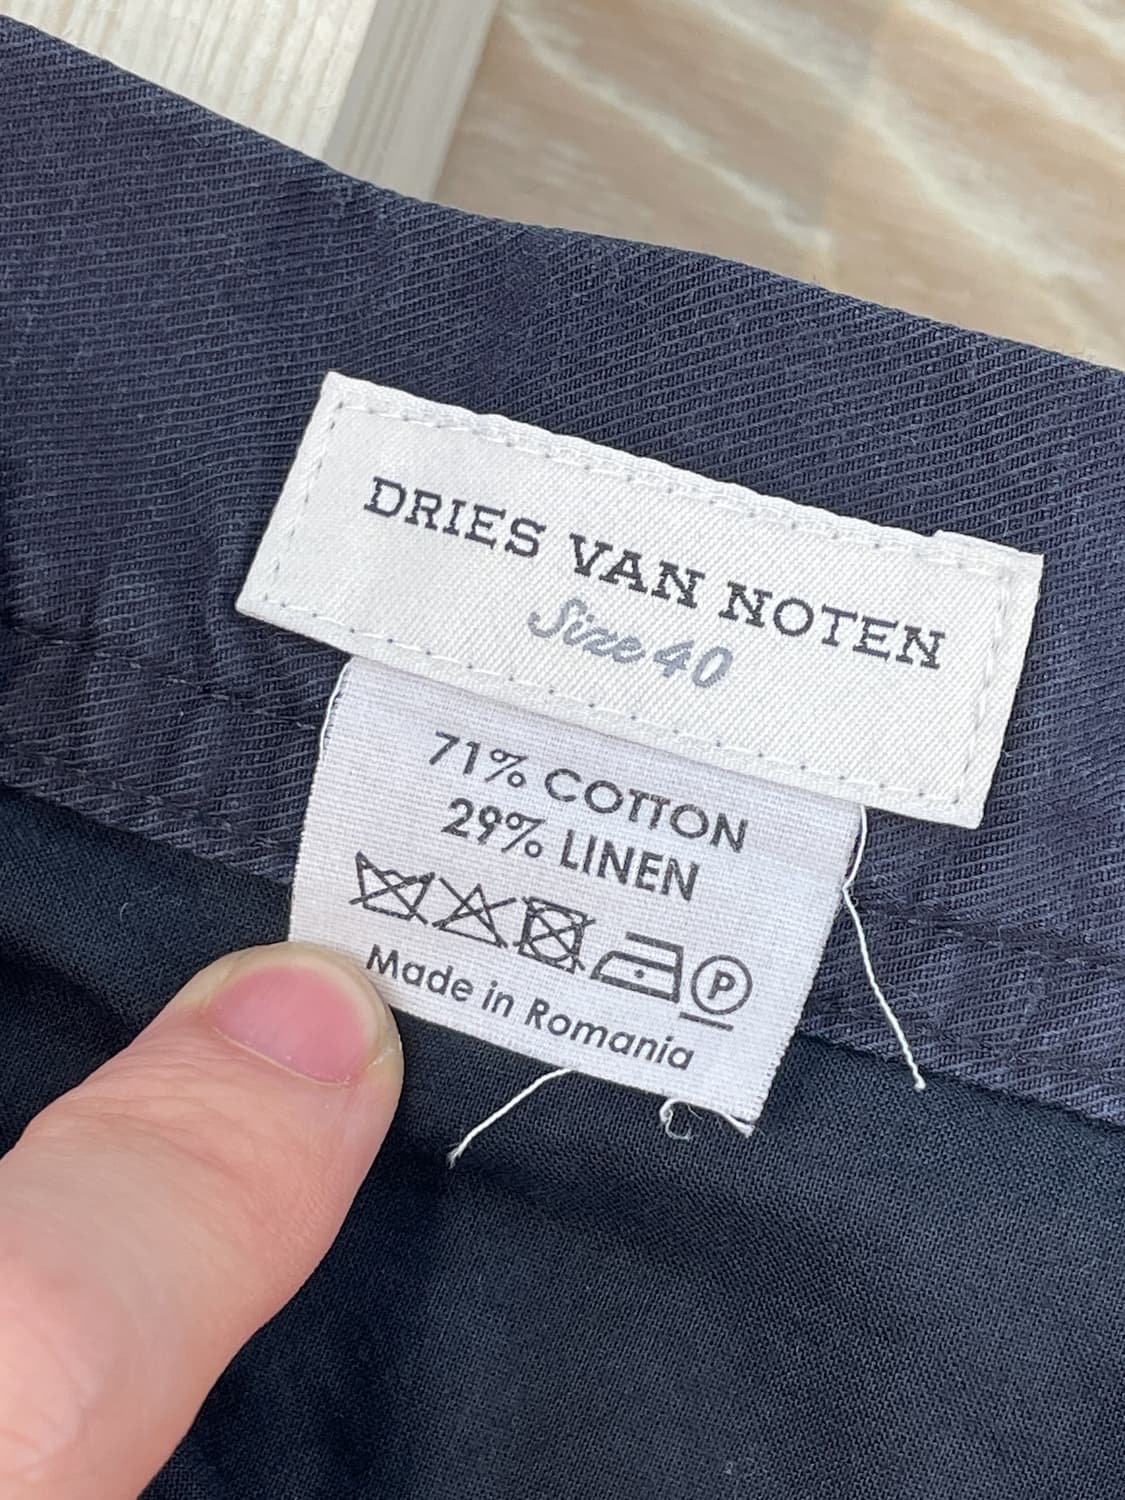 DRIES VAN NOTEN
Size 40
71% COTTON
29% LINEN
P
Made in Romania